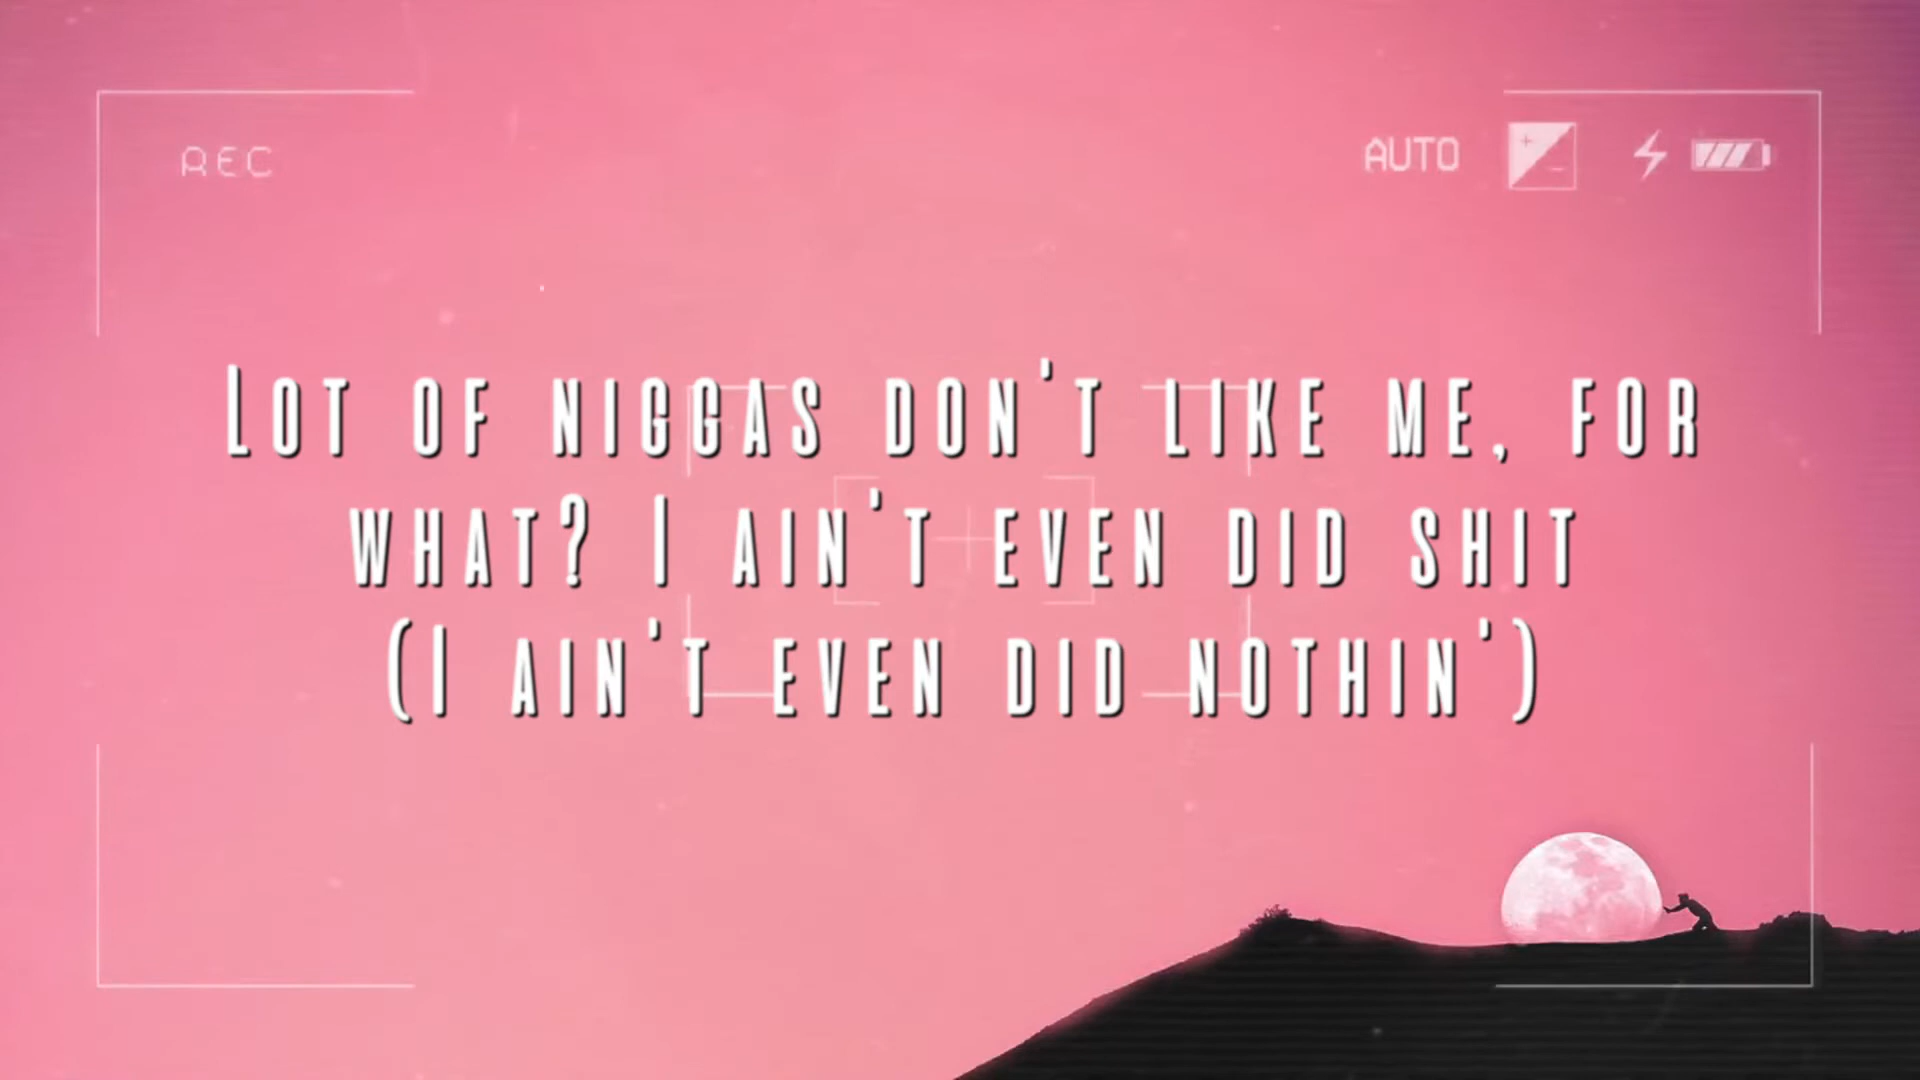 REC
AUTO
Lot of niggas don't like me, for
what? I ain't even did shit
(I ain't even did nothin')